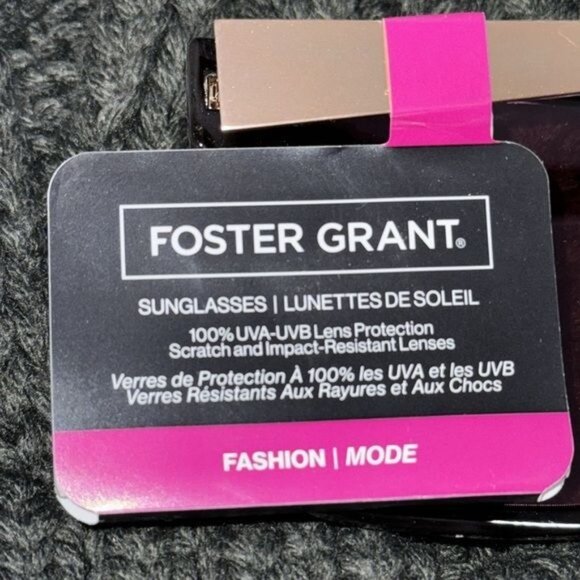 FOSTER GRANT®
SUNGLASSES | LUNETTES DE SOLEIL
100% UVA-UVB Lens Protection
Scratch and Impact-Resistant Lenses
Verres de Protection À 100% les UVA et les UVB
Verres Résistants Aux Rayures et Aux Chocs
FASHION | MODE